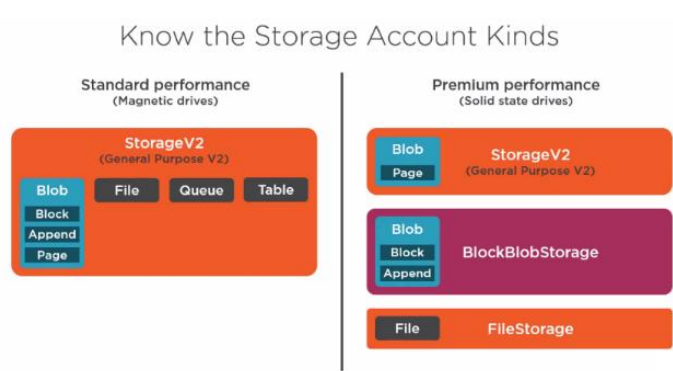 Know the Storage Account Kinds
Standard performance
(Magnetic drives)
StorageV2
(General Purpose V2)
Blob
Block
Append
Page
File
Queue
Table
Premium performance
(Solid state drives)
Blob
Page
StorageV2
(General Purpose V2)
Blob
Block
Append
BlockBlobStorage
File
FileStorage